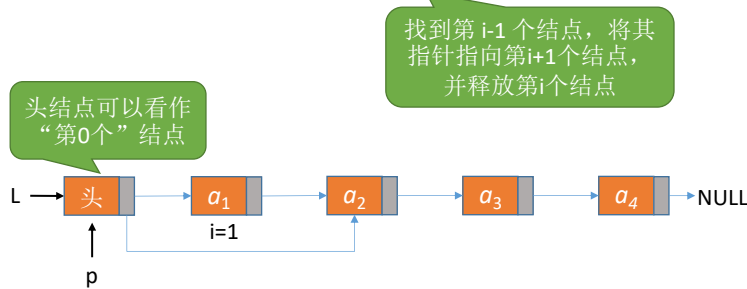 找到第 i-1 个结点，将其
指针指向第i+1个结点，
并释放第i个结点
头结点可以看作
“第0个”结点
L 头 a1 a2 a3 a4 NULL
i=1
p